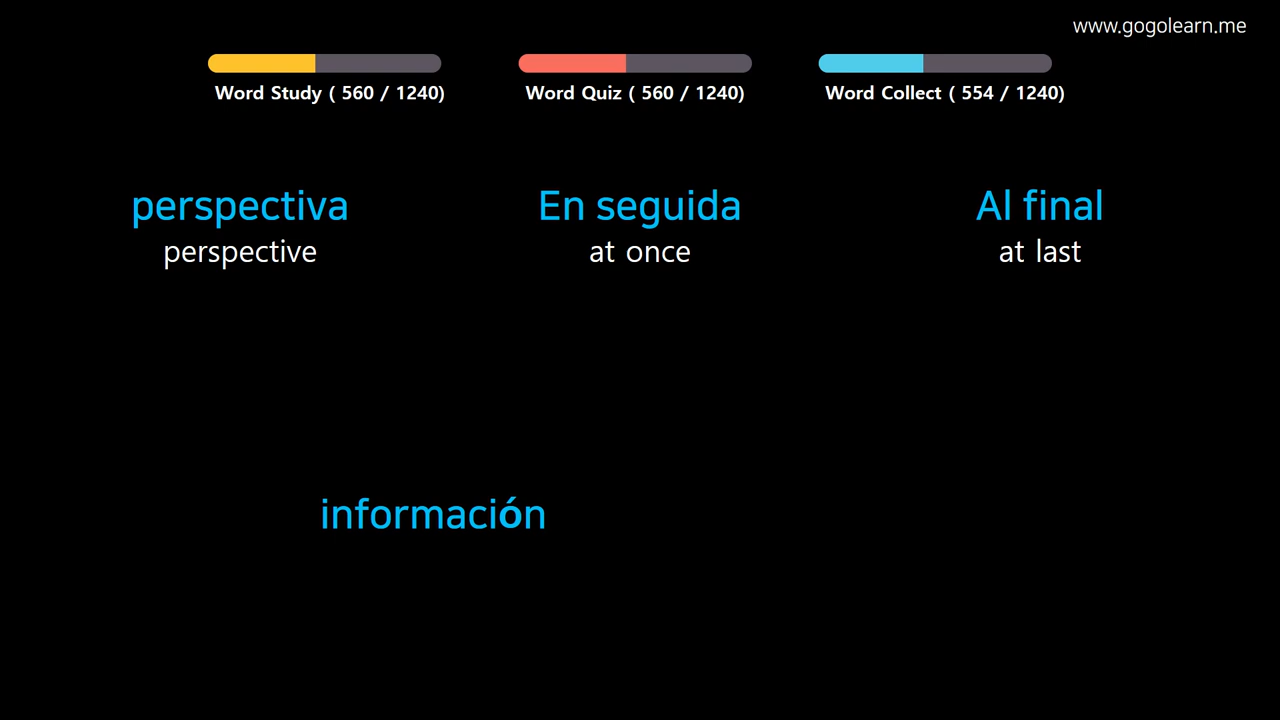 www.gogolearn.me
Word Study ( 560 / 1240)
Word Quiz ( 560 / 1240)
Word Collect ( 554 / 1240)
perspectiva
perspective
En seguida
at once
Al final
at last
información